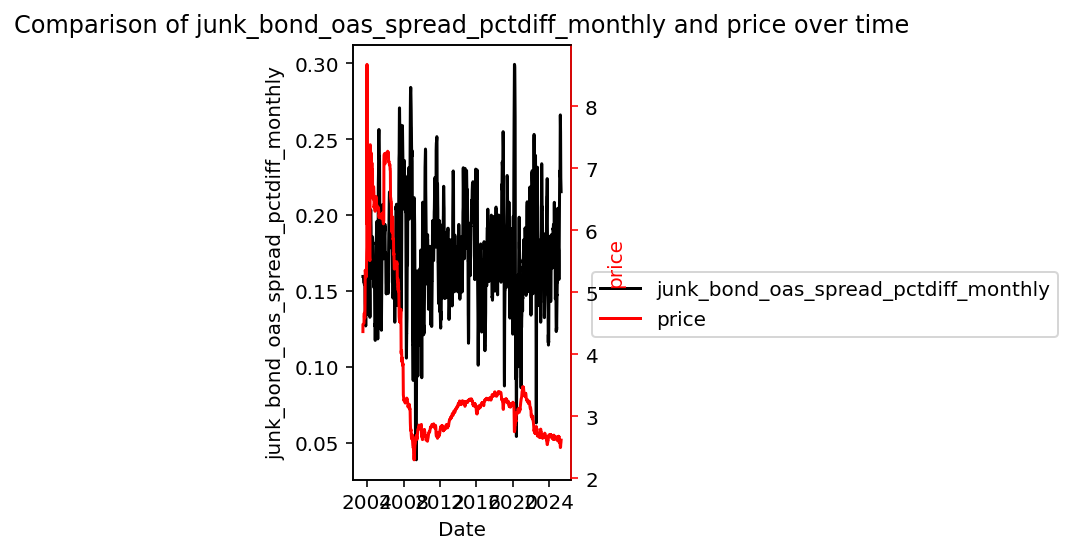 Comparison of junk_bond_oas_spread_pctdiff_monthly and price over time
junk_bond_oas_spread_pctdiff_monthly
0.30
0.25
0.20
0.15
0.10
0.05
8
7
6
5
4
3
2
price
junk_bond_oas_spread_pctdiff_monthly
price
2004 2008 2012 2016 2020 2024
Date